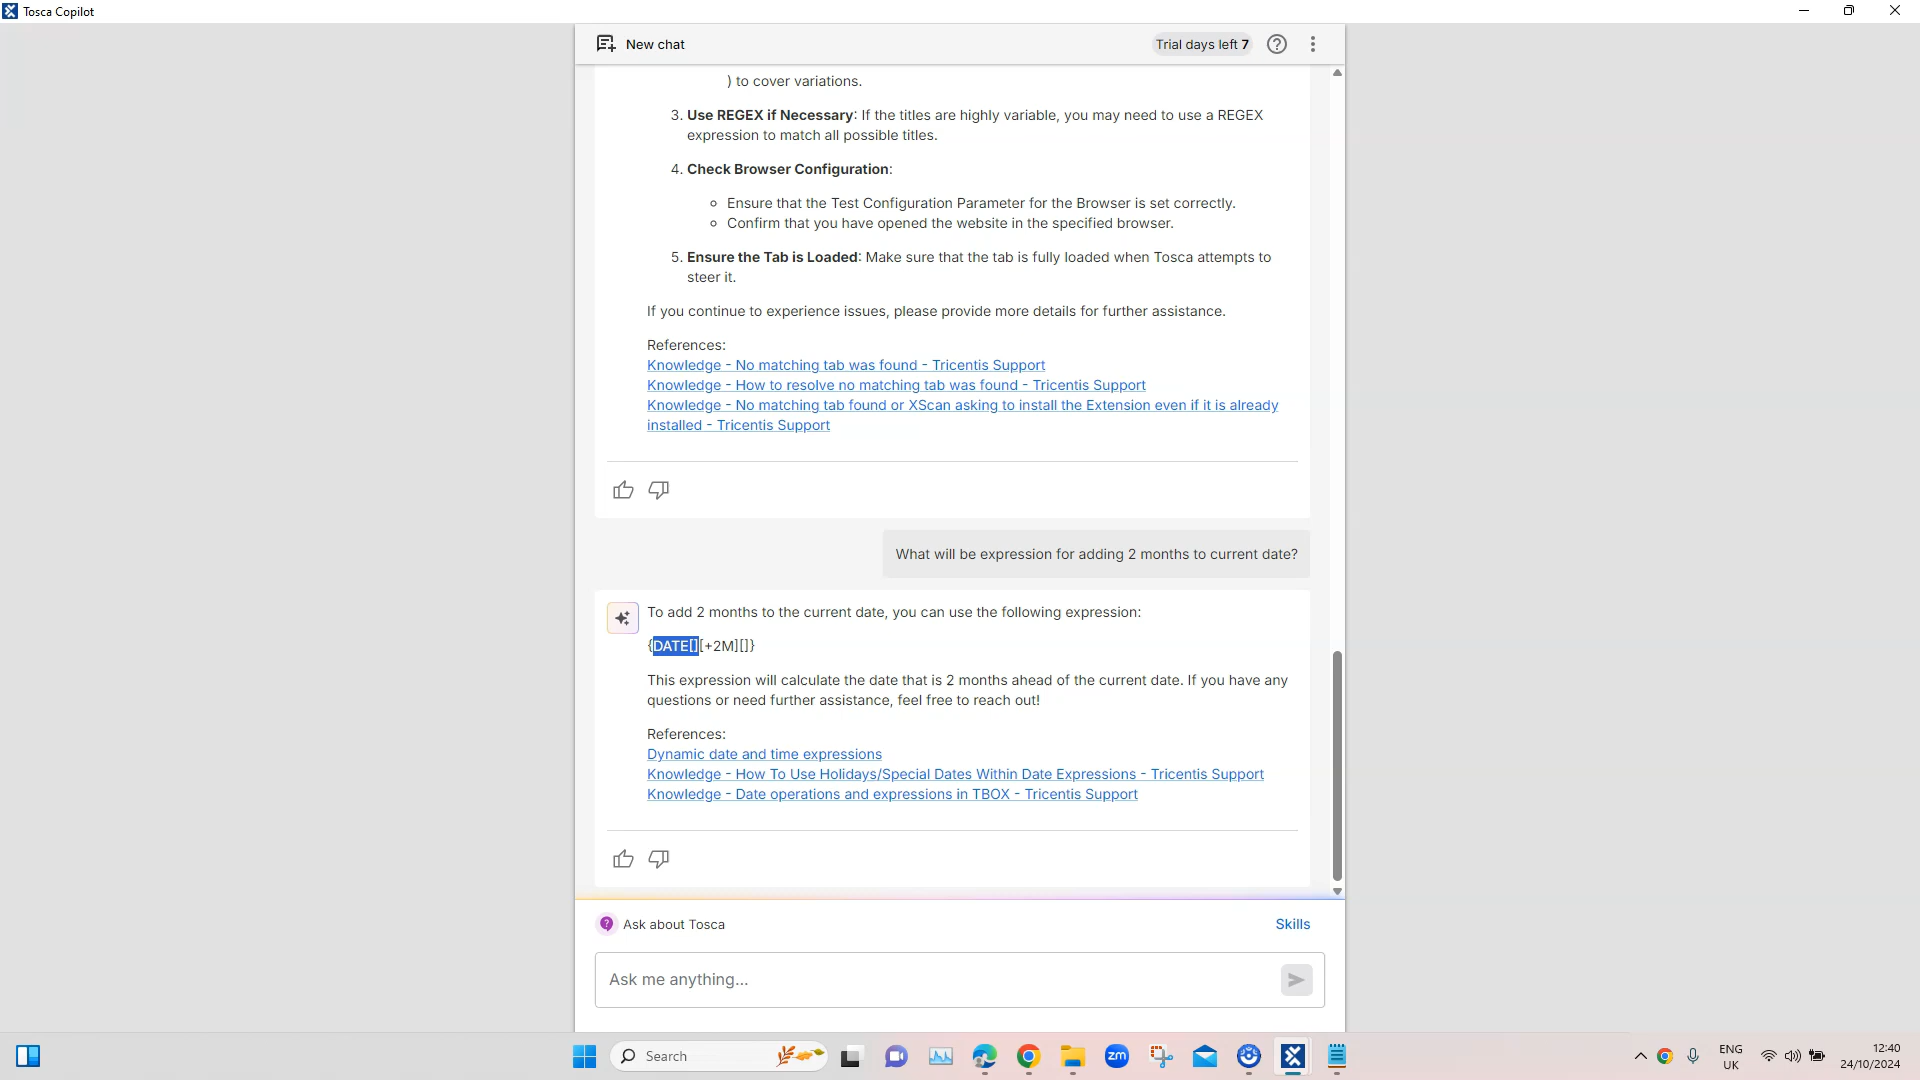 Tosca Copilot
New chat
Trial days left 7
) to cover variations.
3. Use REGEX if Necessary: If the titles are highly variable, you may need to use a REGEX
expression to match all possible titles.
4. Check Browser Configuration:
Ensure that the Test Configuration Parameter for the Browser is set correctly.
Confirm that you have opened the website in the specified browser.
5. Ensure the Tab is Loaded: Make sure that the tab is fully loaded when Tosca attempts to
steer it.
If you continue to experience issues, please provide more details for further assistance.
References:
Knowledge - No matching tab was found - Tricentis Support
Knowledge - How to resolve no matching tab was found - Tricentis Support
Knowledge - No matching tab found or XScan asking to install the Extension even if it is already
installed - Tricentis Support
What will be expression for adding 2 months to current date?
To add 2 months to the current date, you can use the following expression:
{DATE[][+2M][]}
This expression will calculate the date that is 2 months ahead of the current date. If you have any
questions or need further assistance, feel free to reach out!
References:
Dynamic date and time expressions
Knowledge - How To Use Holidays/Special Dates Within Date Expressions - Tricentis Support
Knowledge - Date operations and expressions in TBOX - Tricentis Support
? Ask about Tosca
Skills
Ask me anything...
Search
zm
ENG
UK
12:40
24/10/2024